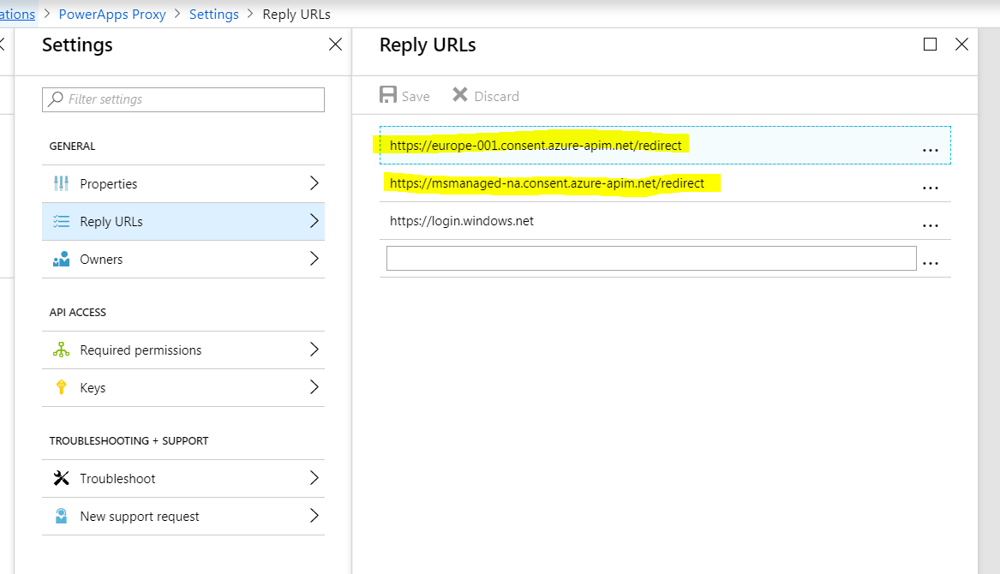 ations > PowerApps Proxy > Settings > Reply URLs
Settings
Filter settings
GENERAL
Properties
Reply URLs
Owners
API ACCESS
Required permissions
Keys
TROUBLESHOOTING + SUPPORT
Troubleshoot
New support request
Reply URLs
Save
Discard
https://europe-001.consent.azure-apim.net/redirect
...
https://msmanaged-na.consent.azure-apim.net/redirect
...
https://login.windows.net
...
...